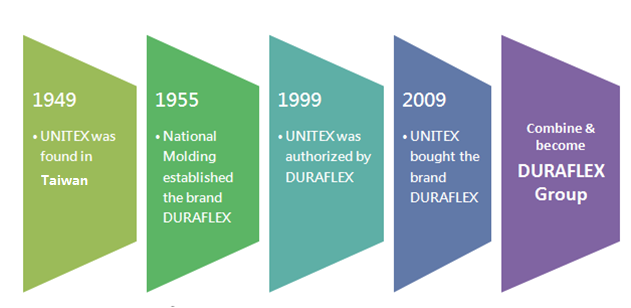 1949
• UNITEX was
found in
Taiwan
1955
• National
Molding
established
the brand
DURAFLEX
1999
• UNITEX was
authorized by
DURAFLEX
2009
• UNITEX
bought the
brand
DURAFLEX
Combine &
become
DURAFLEX
Group